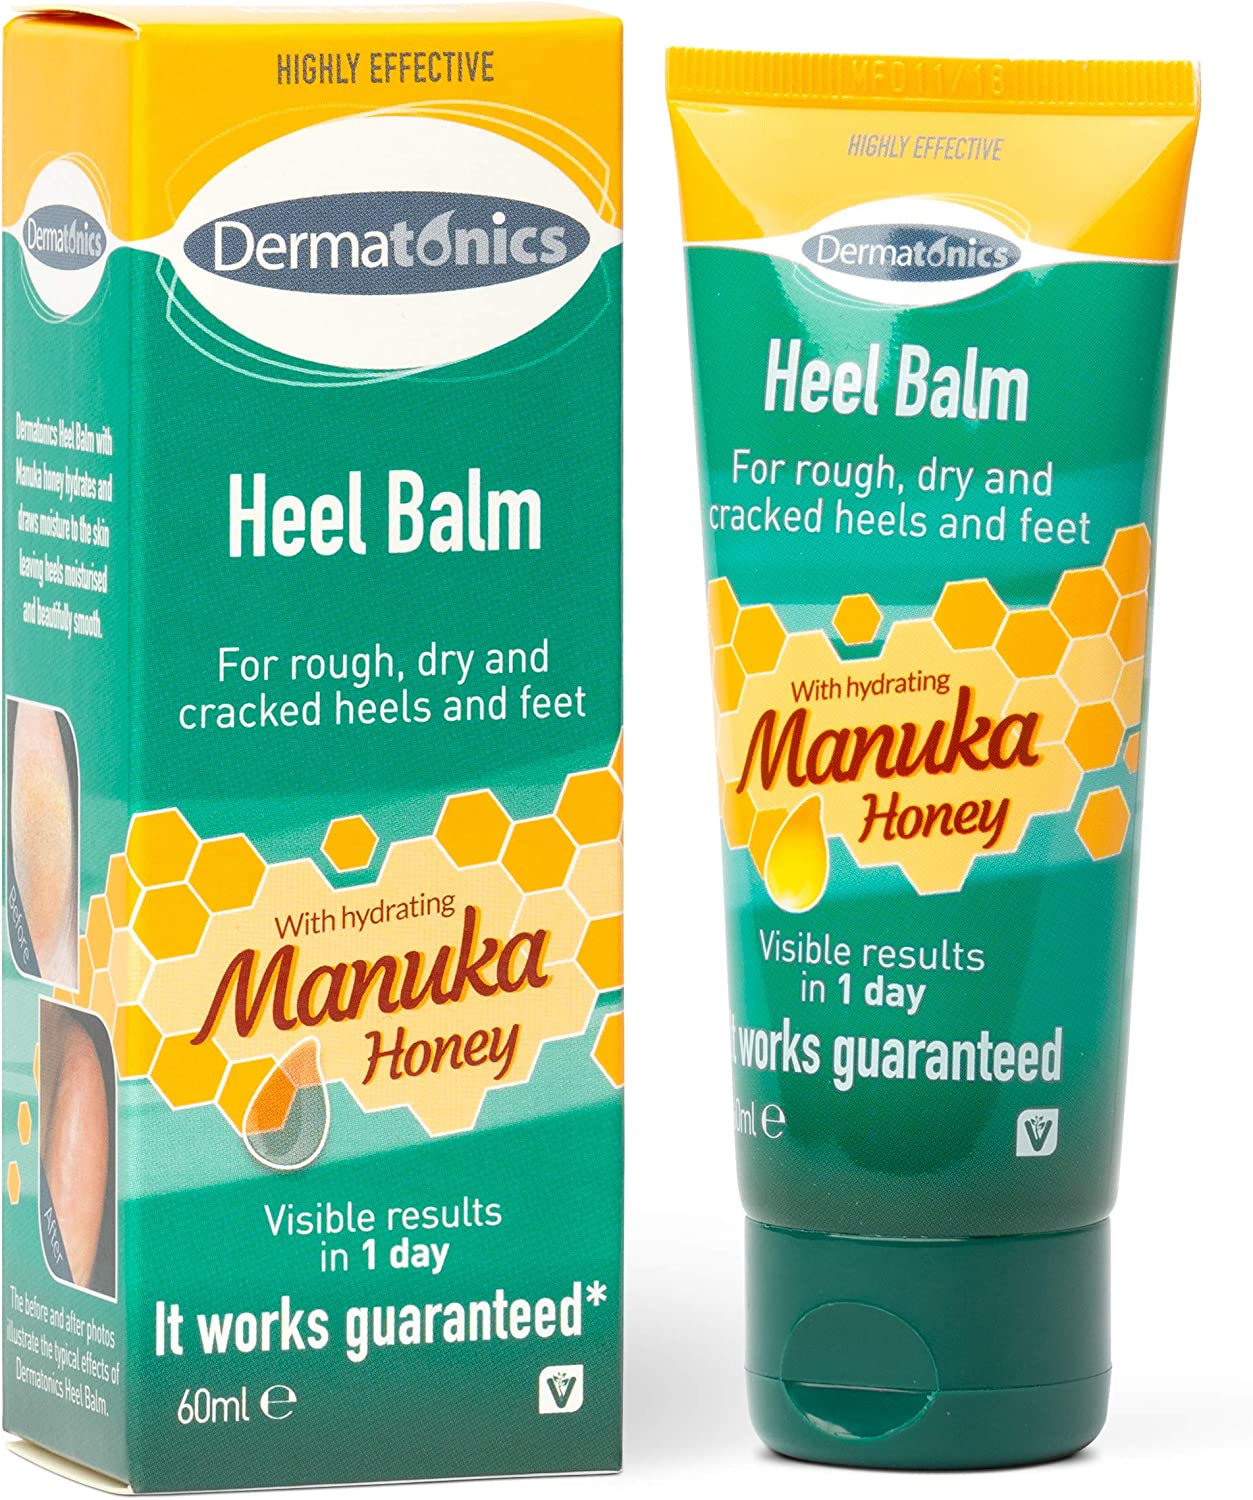 HIGHLY EFFECTIVE
Dermatonics
Heel Balm
For rough, dry and
cracked heels and feet
With hydrating
Manuka
Honey
Visible results
in 1 day
It works guaranteed*
60ml e
V
Dermatonics
Dermatonics Heel Balm with
Manuka honey hydrates and
draws moisture to the skin
leaving heels moisturised
and beautifully smooth.
Before
After
The before and after photos
illustrate the typical effects of
Dermatonics Heel Balm.
MFD11/18
HIGHLY EFFECTIVE
Dermatonics
Heel Balm
For rough, dry and
cracked heels and feet
With hydrating
Manuka
Honey
Visible results
in 1 day
It works guaranteed
0ml e
V